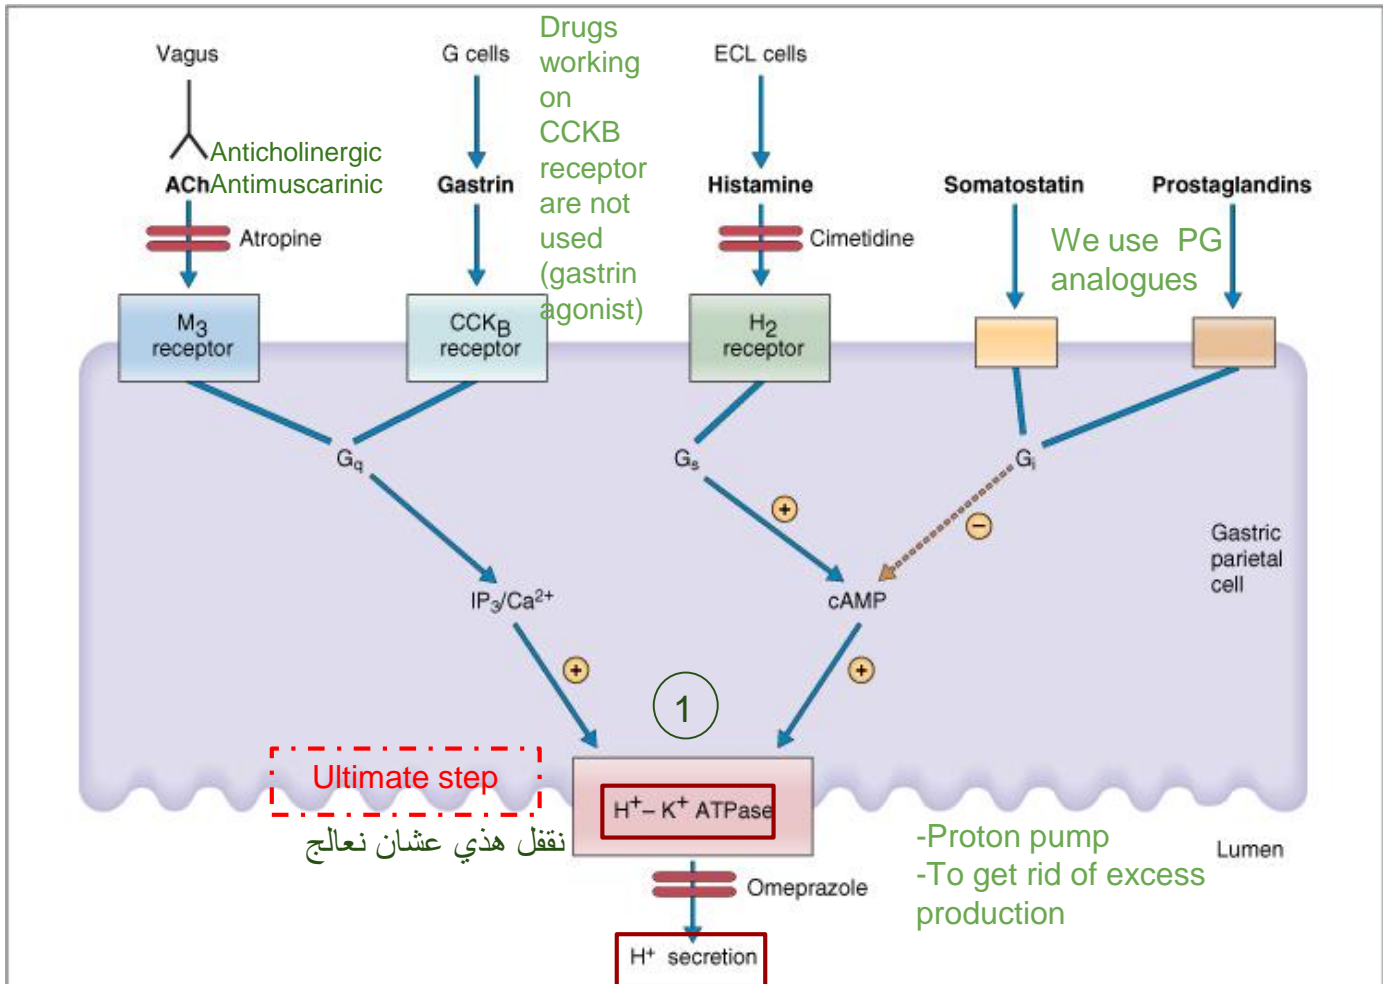 Vagus
G cells
Drugs
working
on
CCKB
receptor
are not
used
(gastrin
agonist)
ECL cells
Anticholinergic
Antimuscarinic
ACh
Gastrin
Histamine
Somatostatin
Prostaglandins
Atropine
Cimetidine
We use PG
analogues
M3
receptor
CCKB
receptor
H2
receptor
Gq
Gs
Gi
+
−
Gastric
parietal
cell
IP3/Ca2+
cAMP
+
+
1
Ultimate step
نقفل هذي عشان نعالج
H+– K+ ATPase
-Proton pump
-To get rid of excess
production
Lumen
Omeprazole
H+ secretion